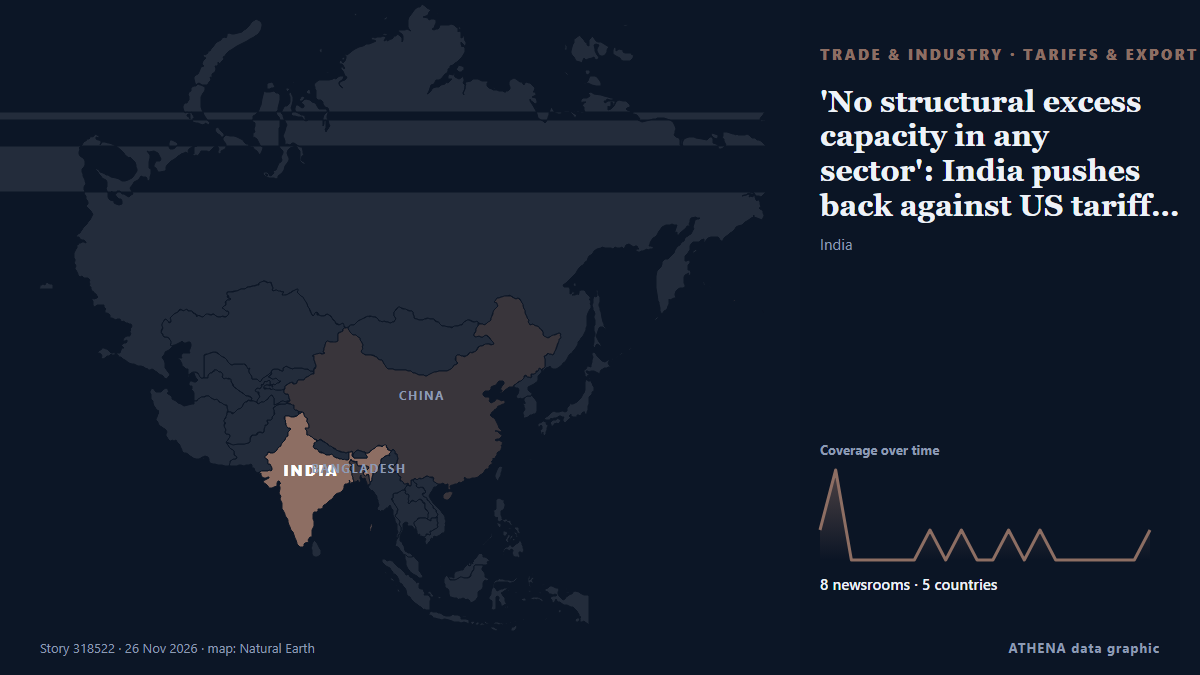 TRADE & INDUSTRY · TARIFFS & EXPORT
'No structural excess
capacity in any
sector': India pushes
back against US tariff...
India
CHINA
INDIA
BANGLADESH
Coverage over time
8 newsrooms · 5 countries
Story 318522 · 26 Nov 2026 · map: Natural Earth
ATHENA data graphic